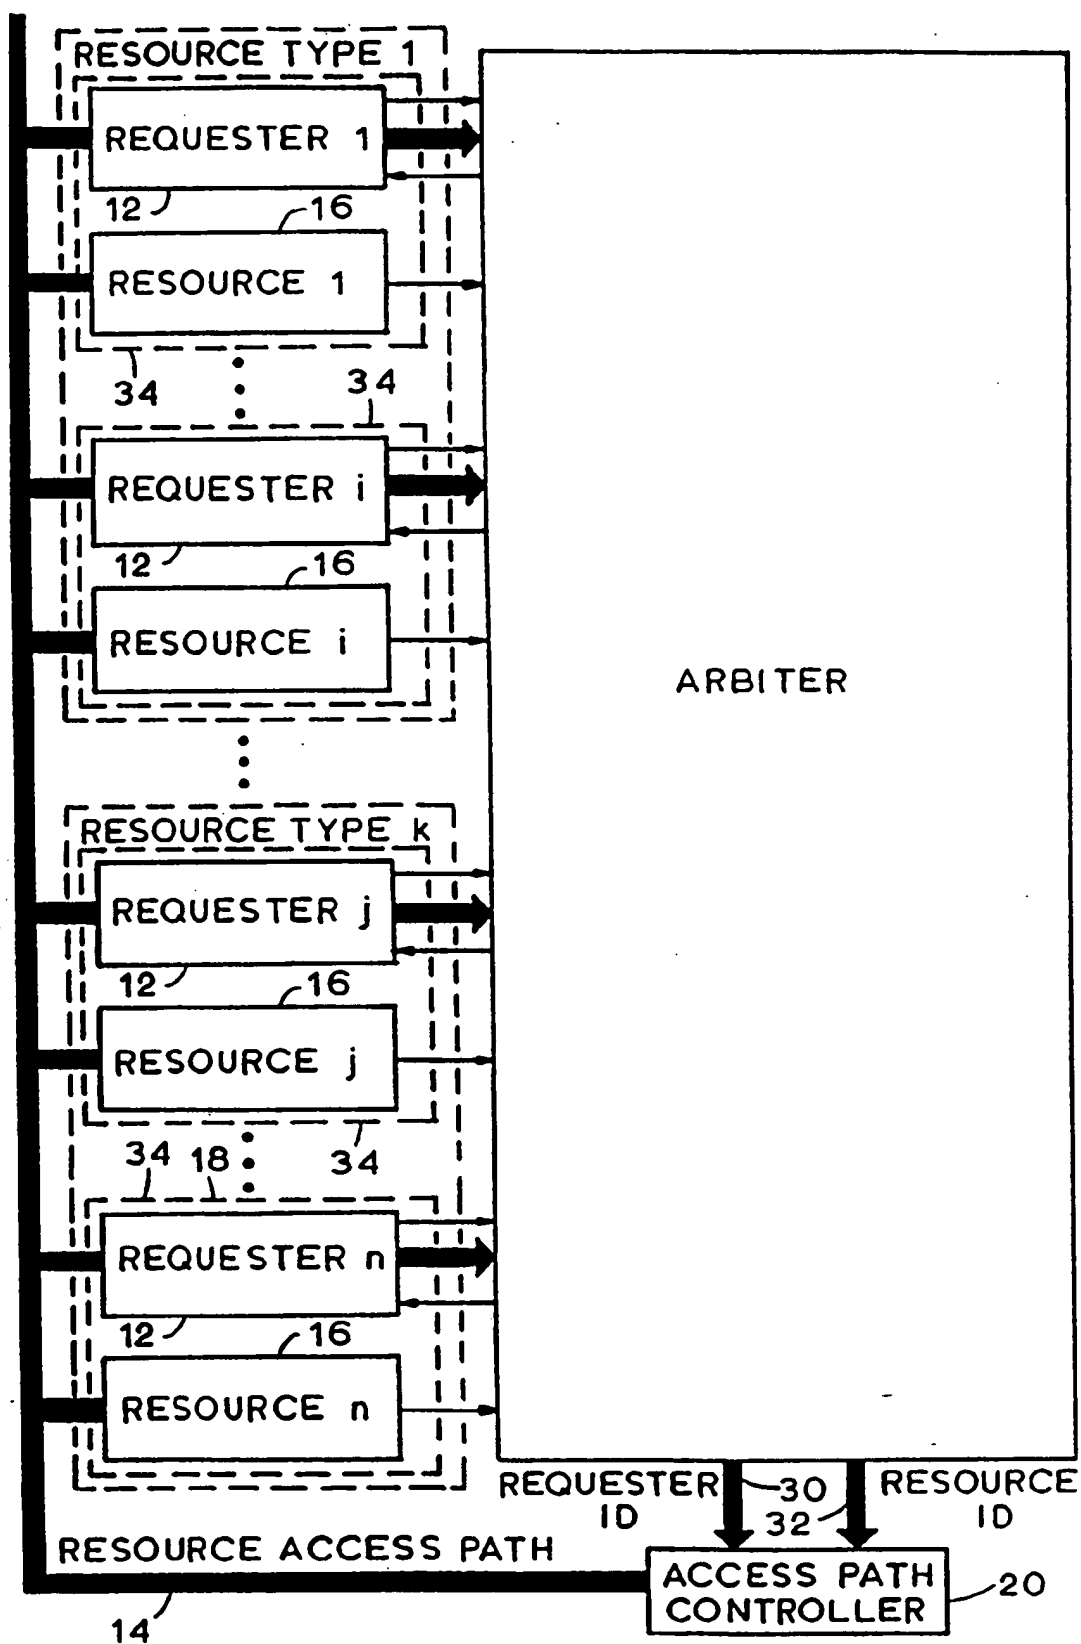 RESOURCE TYPE 1
REQUESTER 1
12
16
RESOURCE 1
34
34
REQUESTER i
12
16
RESOURCE i
RESOURCE TYPE k
REQUESTER j
12
16
RESOURCE j
34
34 18
REQUESTER n
12
16
RESOURCE n
ARBITER
REQUESTER ID
30
32
RESOURCE ID
RESOURCE ACCESS PATH
14
ACCESS PATH
CONTROLLER
20